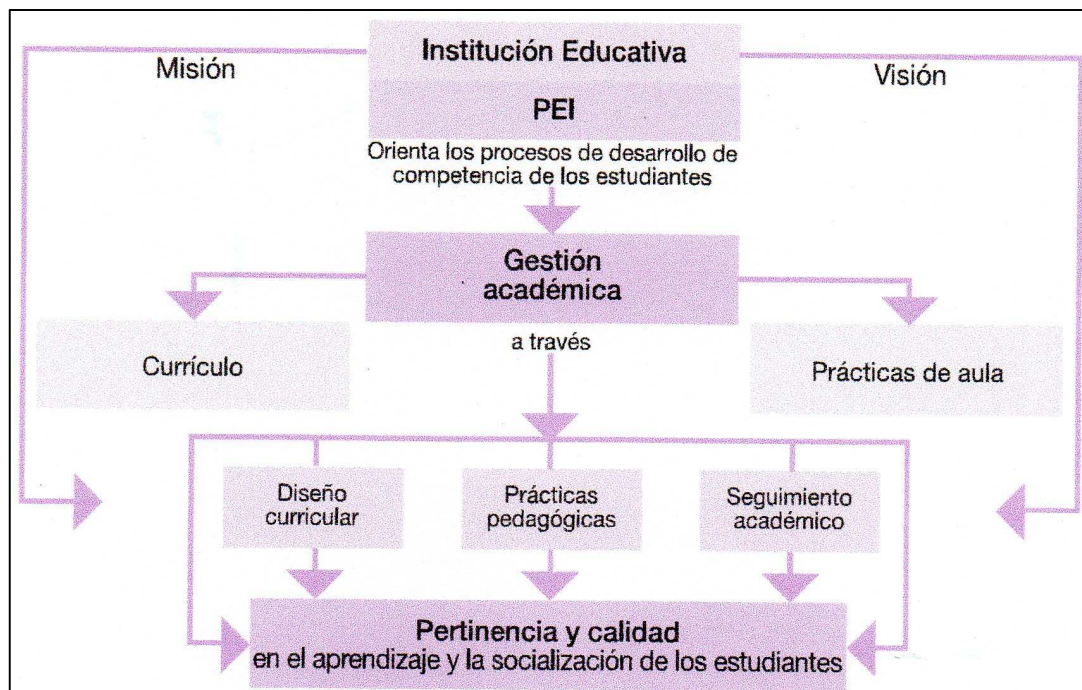 Misión
Institución Educativa
Visión
PEI
Orienta los procesos de desarrollo de
competencia de los estudiantes
Gestión
académica
Currículo
a través
Prácticas de aula
Diseño
curricular
Prácticas
pedagógicas
Seguimiento
académico
Pertinencia y calidad
en el aprendizaje y la socialización de los estudiantes